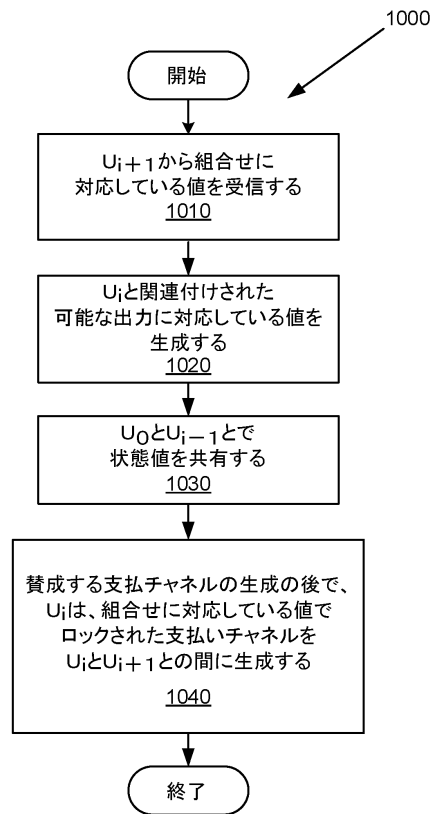 1000
開始
Ui+1から組合せに
対応している値を受信する
1010
Uiと関連付けされた
可能な出力に対応している値を
生成する
1020
U0とUi−1とで
状態値を共有する
1030
賛成する支払チャネルの生成の後で、
Uiは、組合せに対応している値で
ロックされた支払いチャネルを
UiとUi+1との間に生成する
1040
終了